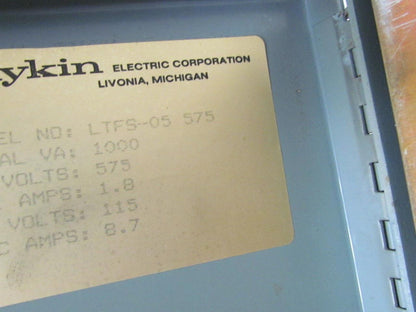 ykin ELECTRIC CORPORATION
LIVONIA, MICHIGAN
EL NO: LTFS-05 575
AL VA: 1000
VOLTS: 575
AMPS: 1.8
VOLTS: 115
C AMPS: 8.7